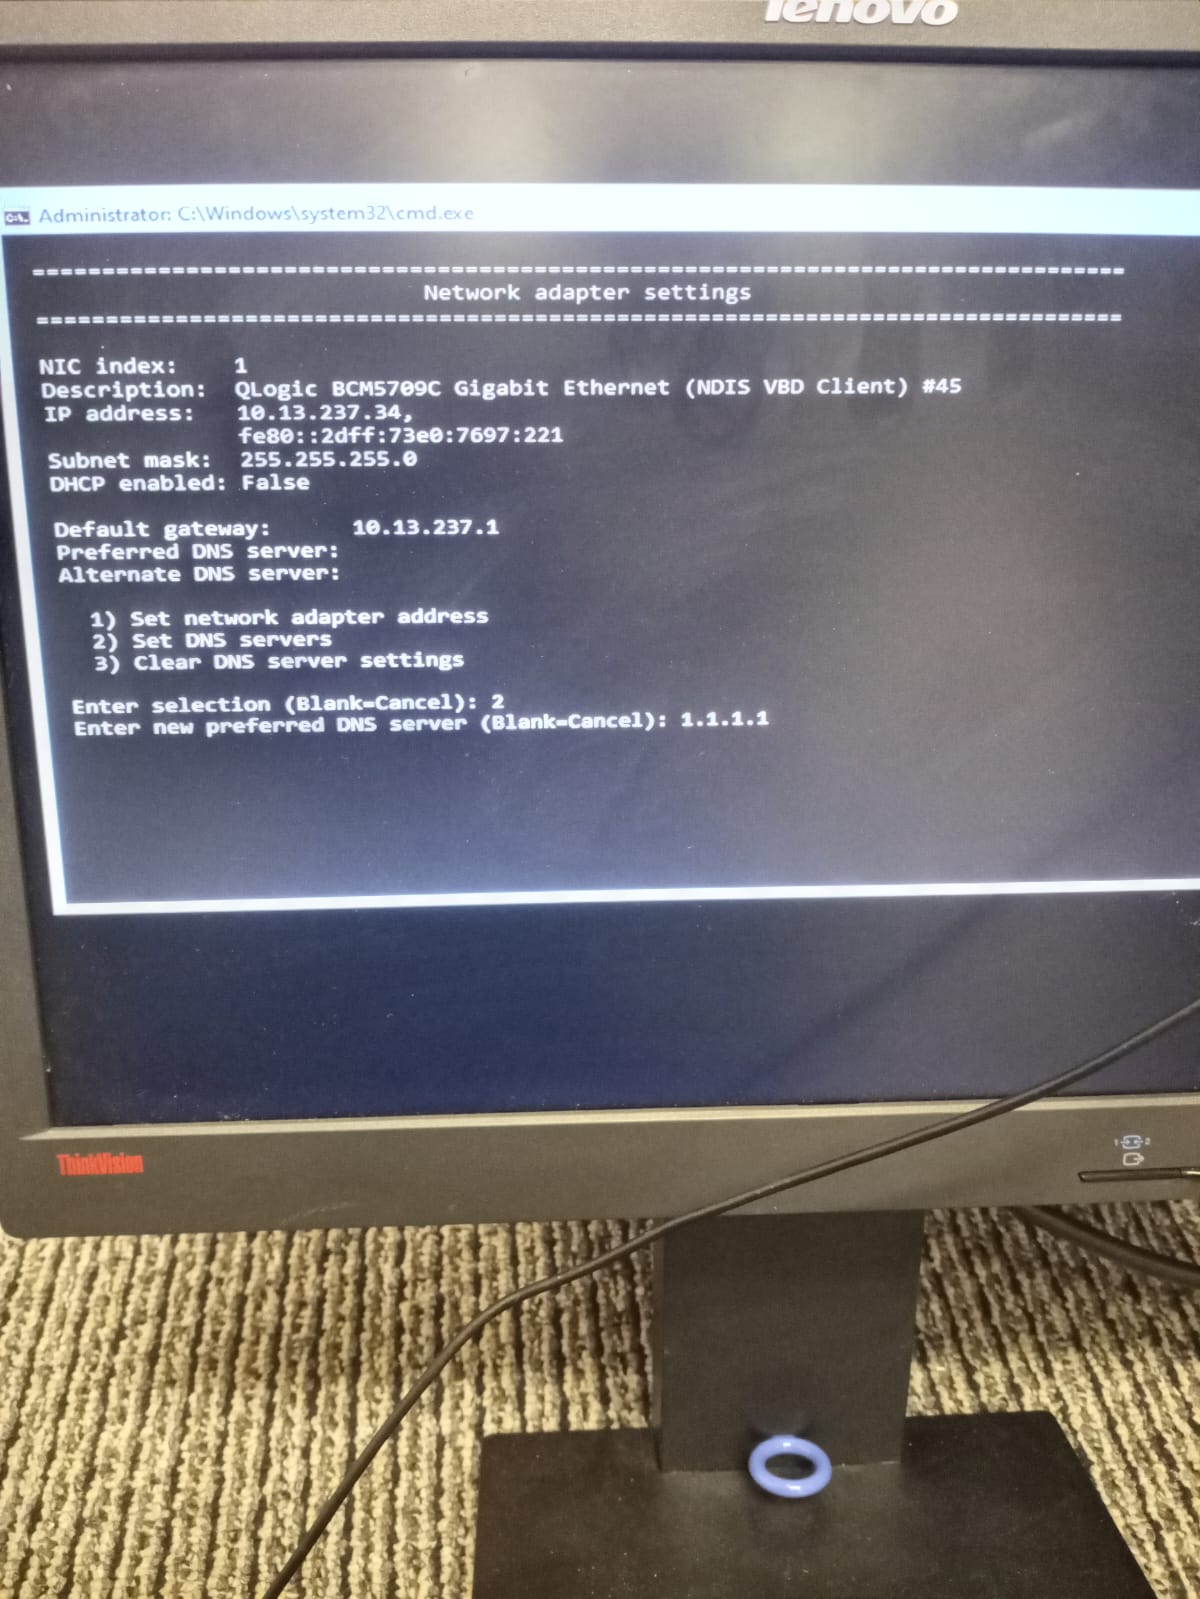 lenovo
Administrator: C:\Windows\system32\cmd.exe
===============================================================================
Network adapter settings
===============================================================================
NIC index: 1
Description: QLogic BCM5709C Gigabit Ethernet (NDIS VBD Client) #45
IP address: 10.13.237.34,
fe80::2dff:73e0:7697:221
Subnet mask: 255.255.255.0
DHCP enabled: False
Default gateway: 10.13.237.1
Preferred DNS server:
Alternate DNS server:
1) Set network adapter address
2) Set DNS servers
3) Clear DNS server settings
Enter selection (Blank=Cancel): 2
Enter new preferred DNS server (Blank=Cancel): 1.1.1.1
ThinkVision
1 2